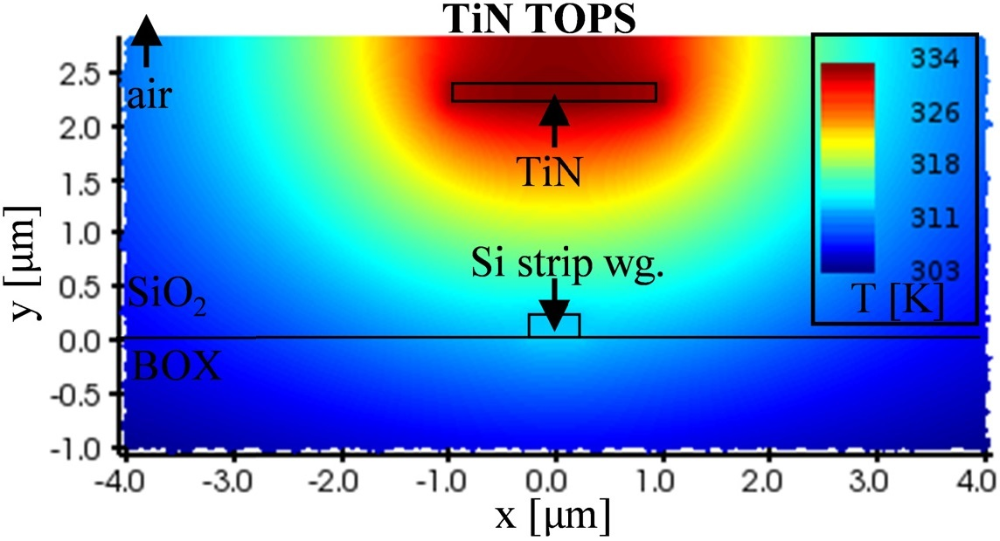 TiN TOPS
air
TiN
Si strip wg.
SiO₂
BOX
334
326
318
311
303
T [K]
y [μm]
2.5
2.0
1.5
1.0
0.5
0.0
-0.5
-1.0
-4.0 -3.0 -2.0 -1.0 0.0 1.0 2.0 3.0 4.0
x [μm]